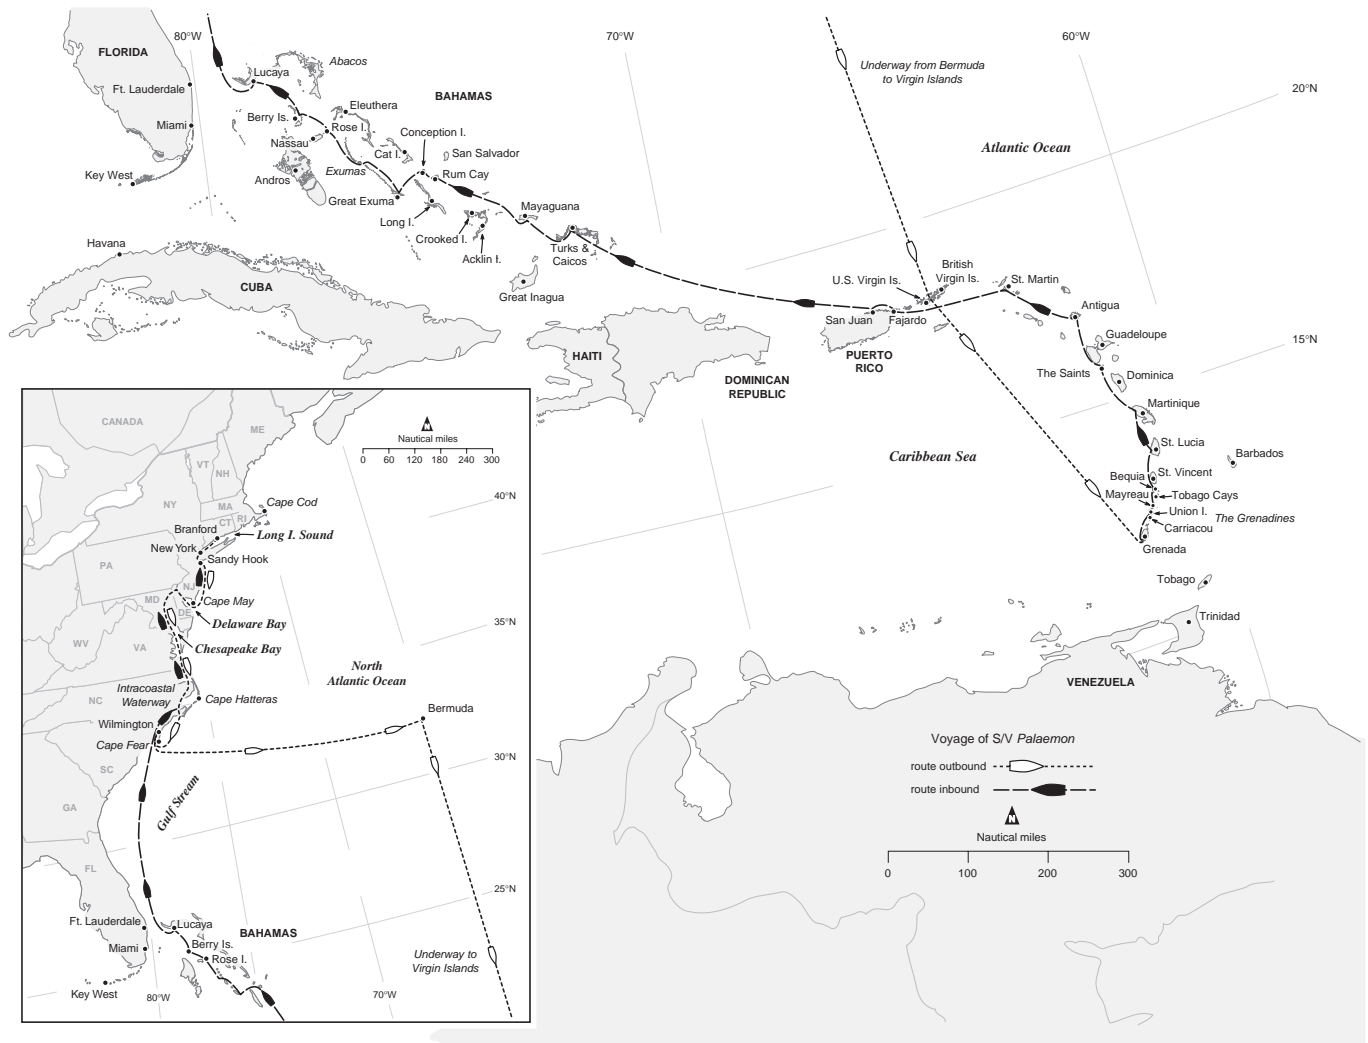 80°W
70°W
60°W
FLORIDA
Abacos
Lucaya
Underway from Bermuda
to Virgin Islands
20°N
Ft. Lauderdale
BAHAMAS
Eleuthera
Berry Is.
Miami
Rose I.
Conception I.
Nassau
Cat I.
San Salvador
Atlantic Ocean
Key West
Andros
Exumas
Rum Cay
Great Exuma
Long I.
Mayaguana
Crooked I.
Havana
Acklin I.
Turks &
Caicos
British
Virgin Is.
U.S. Virgin Is.
St. Martin
CUBA
Great Inagua
San Juan
Fajardo
Antigua
Guadeloupe
15°N
HAITI
PUERTO
RICO
The Saints
Dominica
DOMINICAN
REPUBLIC
Martinique
St. Lucia
Caribbean Sea
Barbados
Bequia
St. Vincent
Mayreau
Tobago Cays
Union I.
The Grenadines
Carriacou
Grenada
Tobago
Trinidad
VENEZUELA
Voyage of S/V Palaemon
route outbound
route inbound
N
Nautical miles
0 100 200 300
CANADA
ME
N
Nautical miles
0 60 120 180 240 300
VT
NH
NY
MA
CT
RI
Cape Cod
40°N
Branford
Long I. Sound
New York
Sandy Hook
PA
NJ
MD
DE
Cape May
Delaware Bay
35°N
WV
VA
Chesapeake Bay
North
Atlantic Ocean
Intracoastal
Waterway
NC
Cape Hatteras
Wilmington
Bermuda
Cape Fear
30°N
SC
Gulf Stream
GA
FL
25°N
Ft. Lauderdale
Lucaya
BAHAMAS
Miami
Berry Is.
Rose I.
Underway to
Virgin Islands
Key West
80°W
70°W